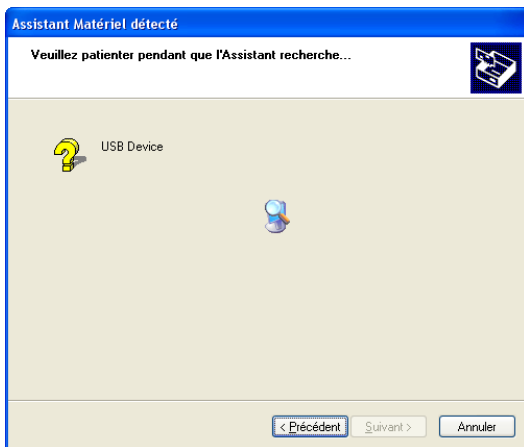 Assistant Matériel détecté
Veuillez patienter pendant que l'Assistant recherche...
USB Device
< Précédent
Suivant >
Annuler